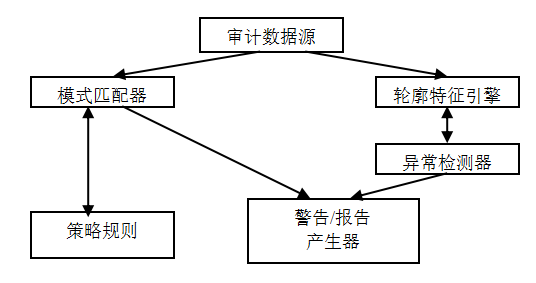 审计数据源
模式匹配器
轮廓特征引擎
异常检测器
策略规则
警告/报告
产生器